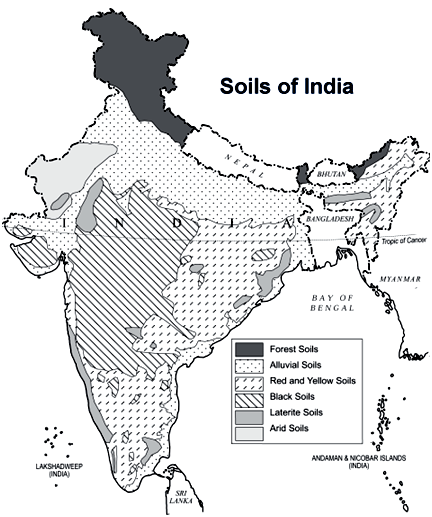 Soils of India
NEPAL
BHUTAN
I N D I A
BANGLADESH
Tropic of Cancer
MYANMAR
BAY OF
BENGAL
Forest Soils
Alluvial Soils
Red and Yellow Soils
Black Soils
Laterite Soils
Arid Soils
LAKSHADWEEP
(INDIA)
ANDAMAN & NICOBAR ISLANDS
(INDIA)
SRI
LANKA